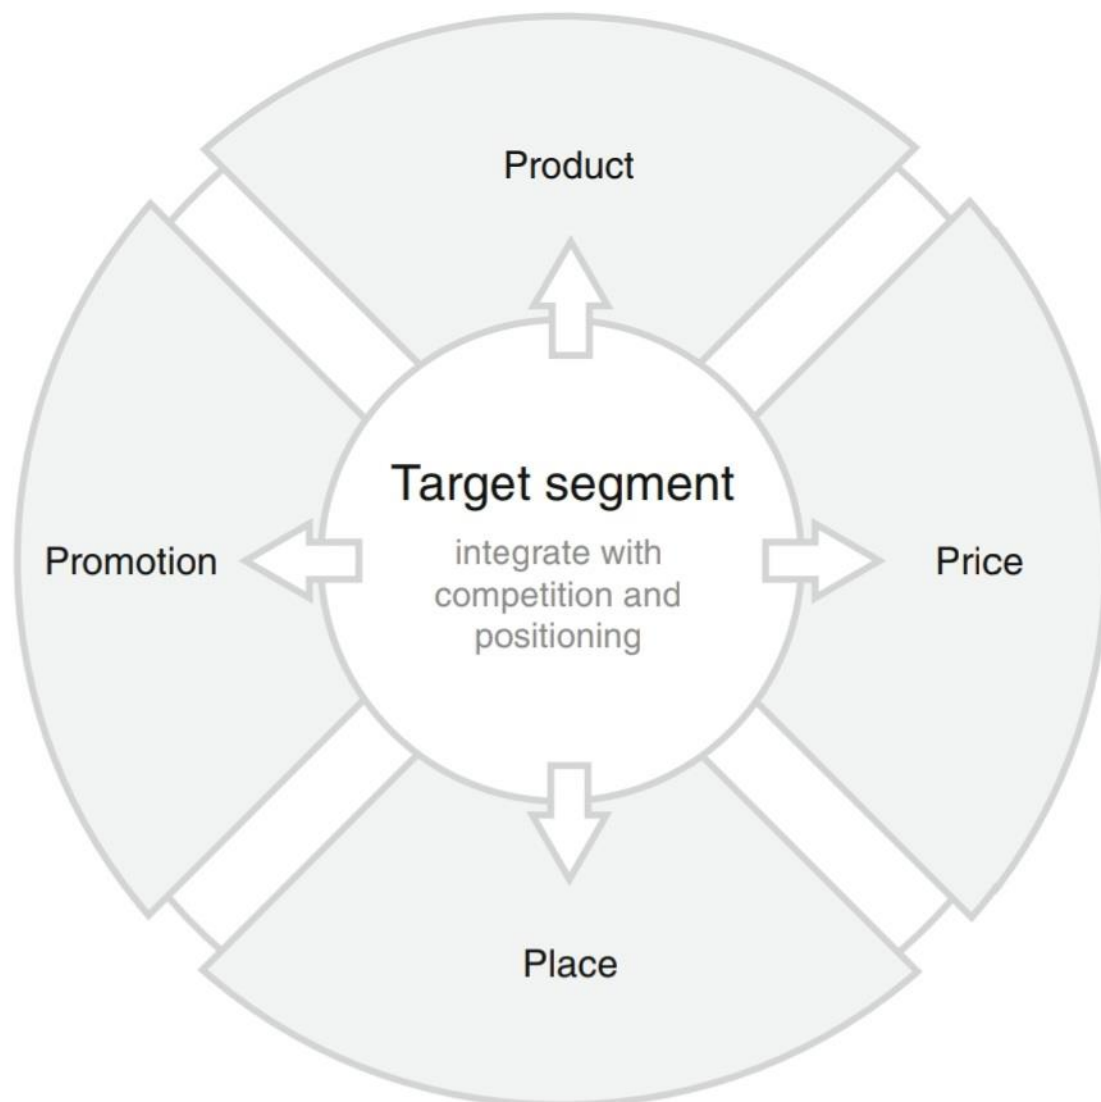 Product
Target segment
integrate with
competition and
positioning
Promotion
Price
Place